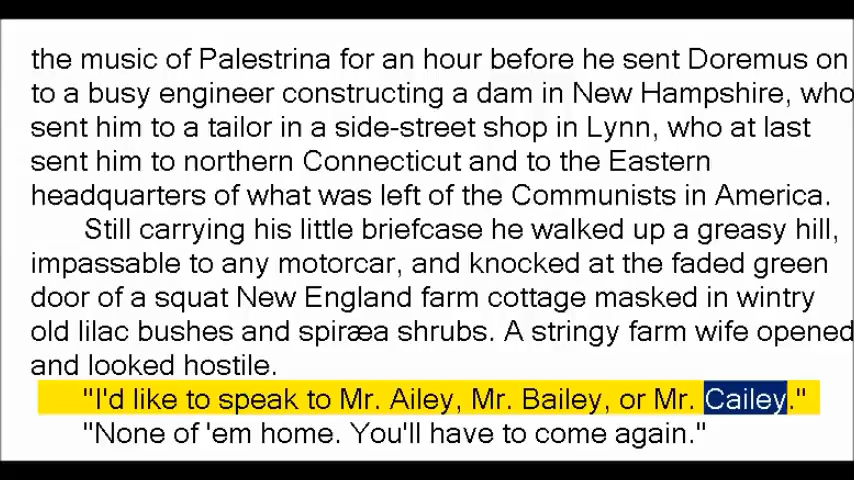 the music of Palestrina for an hour before he sent Doremus on
to a busy engineer constructing a dam in New Hampshire, who
sent him to a tailor in a side-street shop in Lynn, who at last
sent him to northern Connecticut and to the Eastern
headquarters of what was left of the Communists in America.
Still carrying his little briefcase he walked up a greasy hill,
impassable to any motorcar, and knocked at the faded green
door of a squat New England farm cottage masked in wintry
old lilac bushes and spiræa shrubs. A stringy farm wife opened
and looked hostile.
"I'd like to speak to Mr. Ailey, Mr. Bailey, or Mr. Cailey."
"None of 'em home. You'll have to come again."